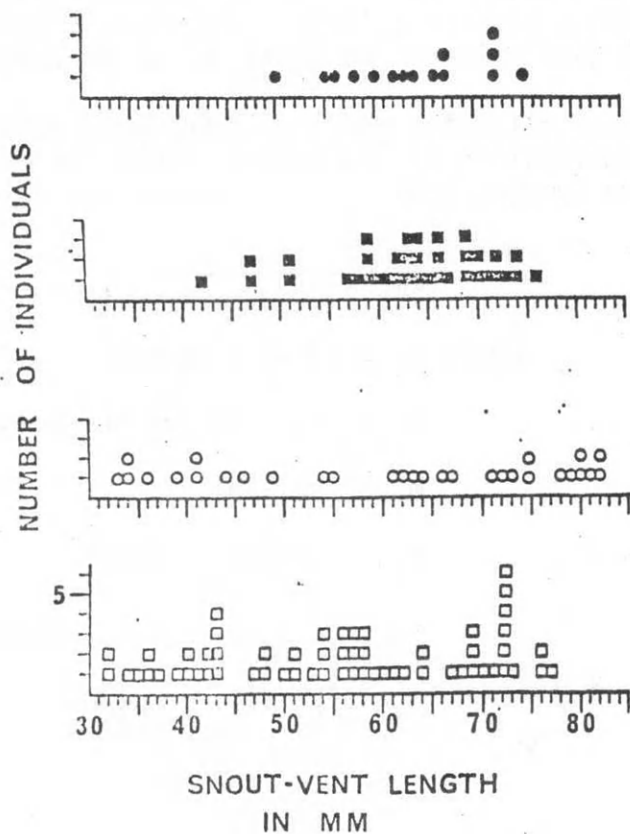 NUMBER OF INDIVIDUALS
5
30 40 50 60 70 80
SNOUT-VENT LENGTH
IN MM